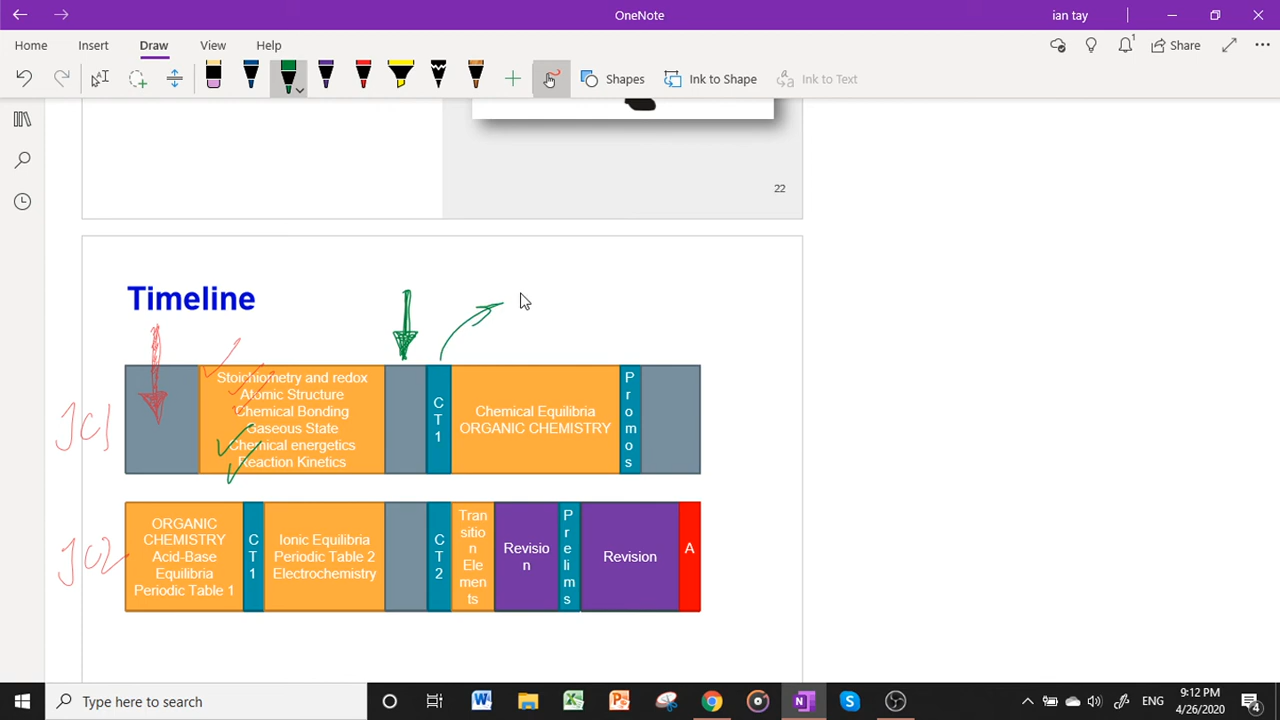 OneNote
ian tay
Home Insert Draw View Help
Share
Shapes
Ink to Shape
Ink to Text
22
Timeline
JC1
Stoichiometry and redox
Atomic Structure
Chemical Bonding
Gaseous State
Chemical energetics
Reaction Kinetics
C
T
1
Chemical Equilibria
ORGANIC CHEMISTRY
P
r
o
m
o
s
JC2
ORGANIC
CHEMISTRY
Acid-Base
Equilibria
Periodic Table 1
C
T
1
Ionic Equilibria
Periodic Table 2
Electrochemistry
C
T
2
Tran
sitio
n
Ele
men
ts
Revisio
n
P
re
li
m
s
Revision
A
Type here to search
ENG
9:12 PM
4/26/2020
4